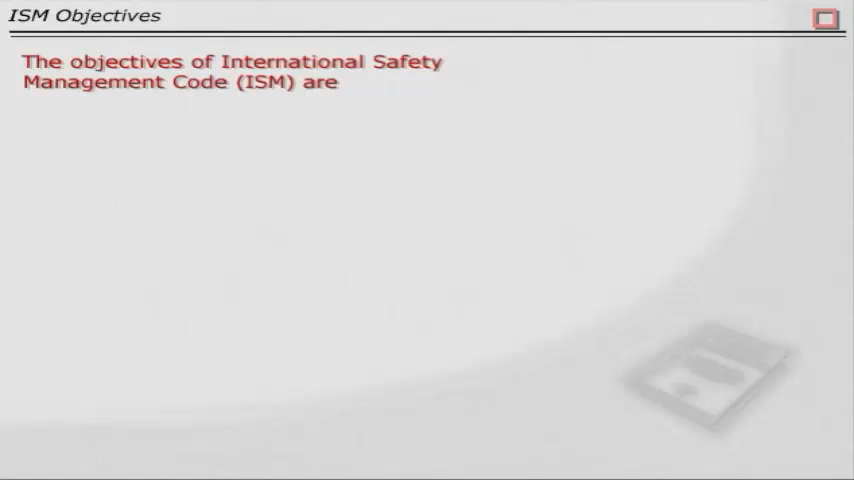 ISM Objectives
The objectives of International Safety
Management Code (ISM) are